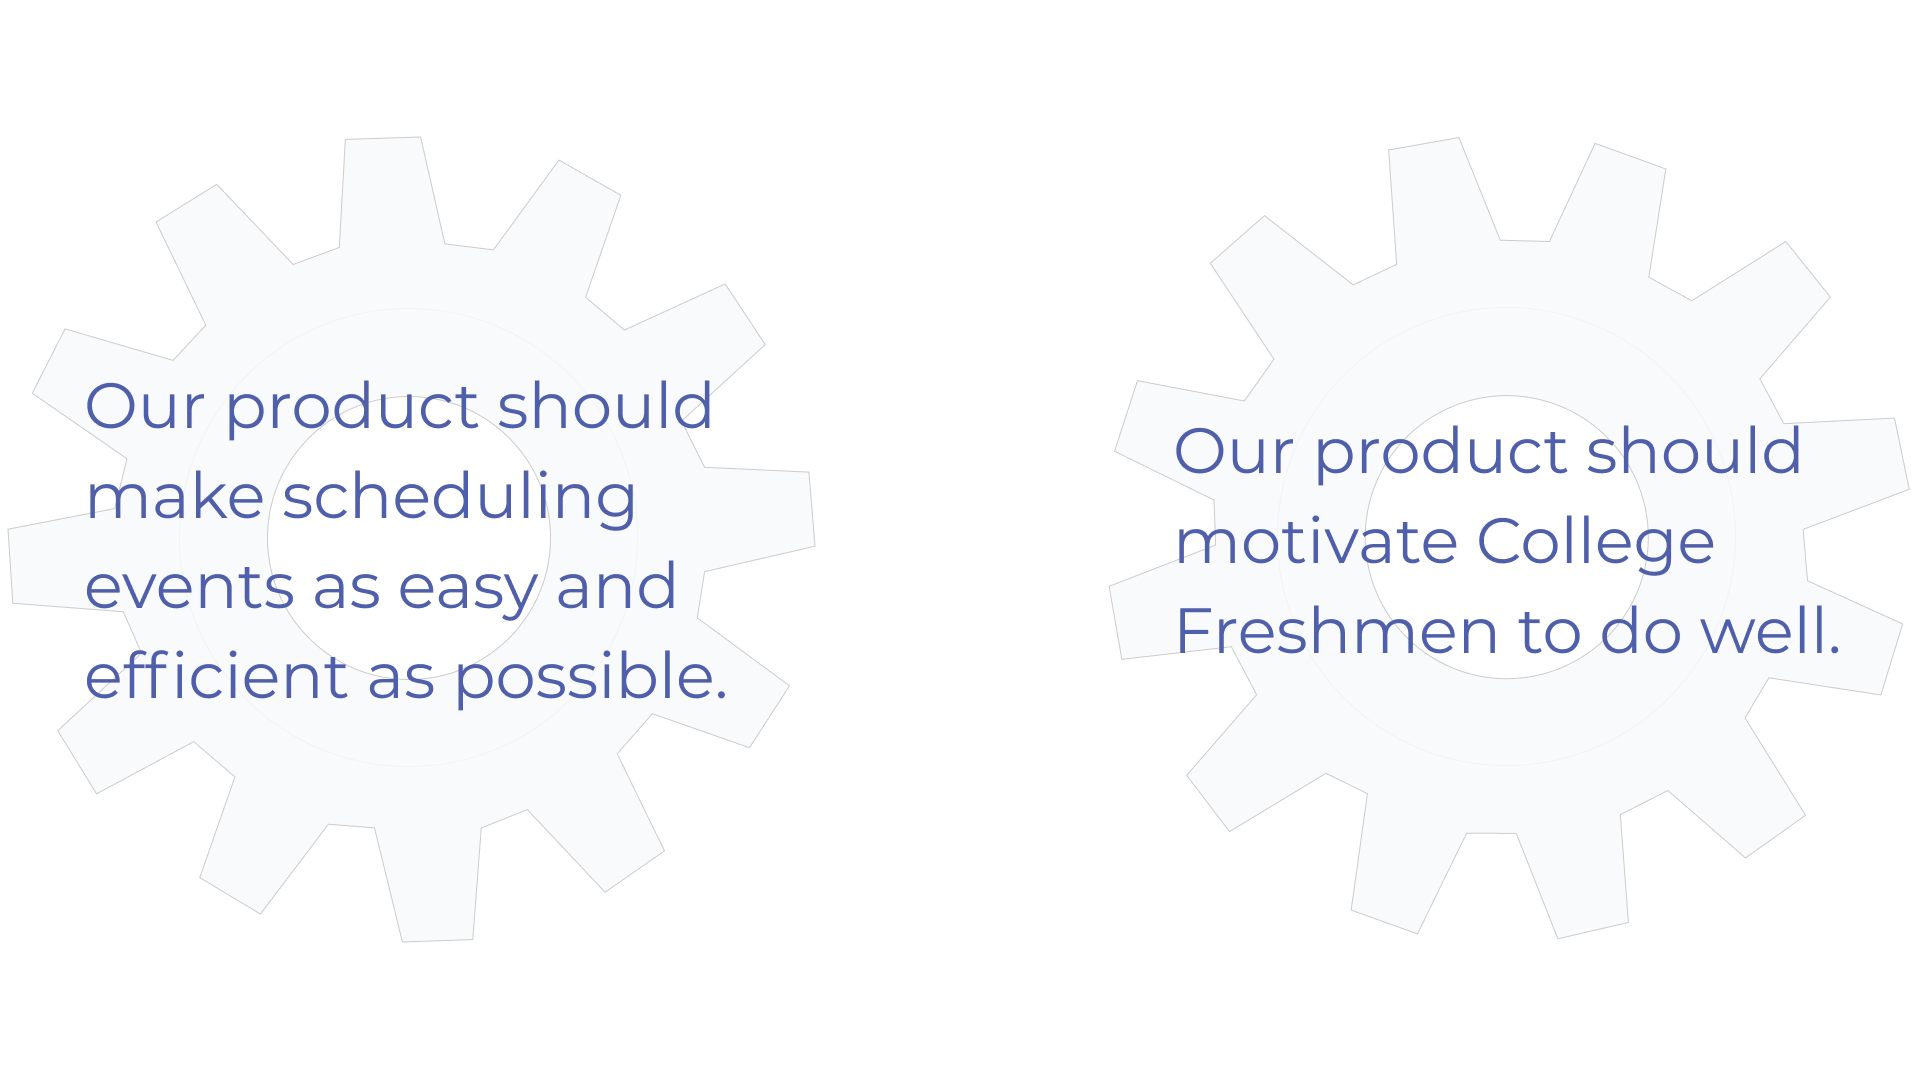 Our product should
make scheduling
events as easy and
efficient as possible.
Our product should
motivate College
Freshmen to do well.